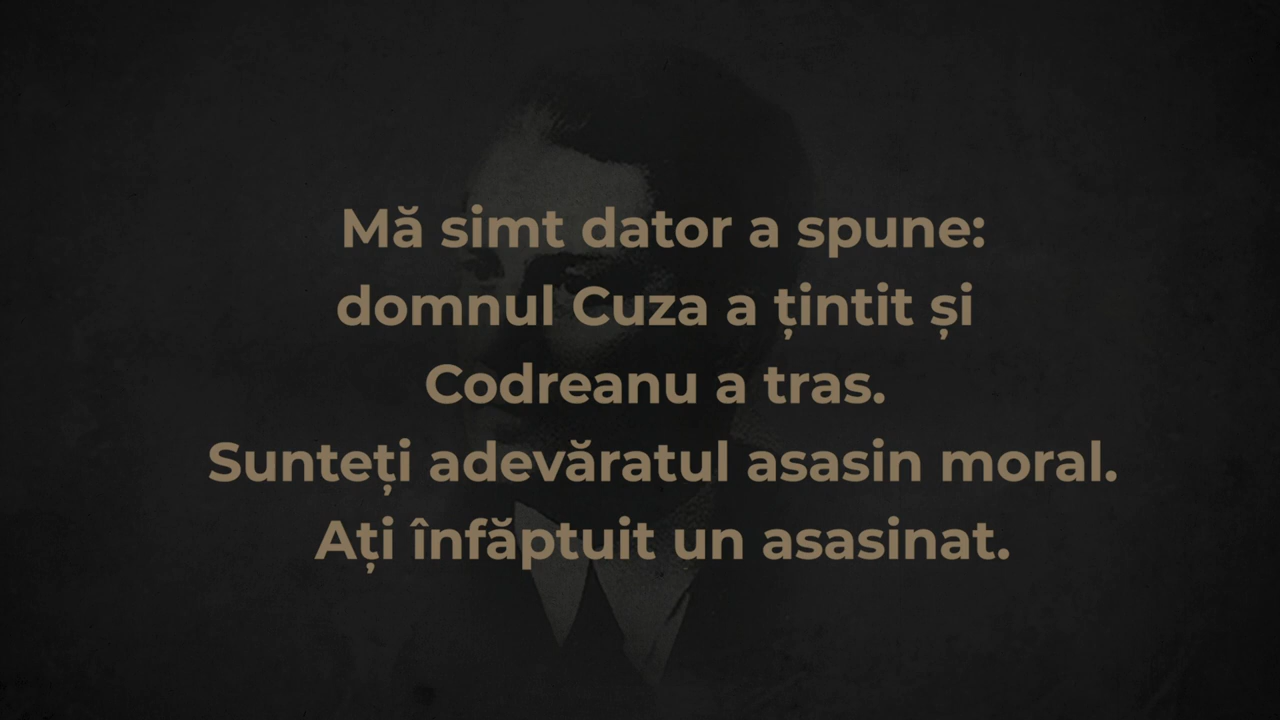 Mă simt dator a spune:
domnul Cuza a țintit și
Codreanu a tras.
Sunteți adevăratul asasin moral.
Ați înfăptuit un asasinat.